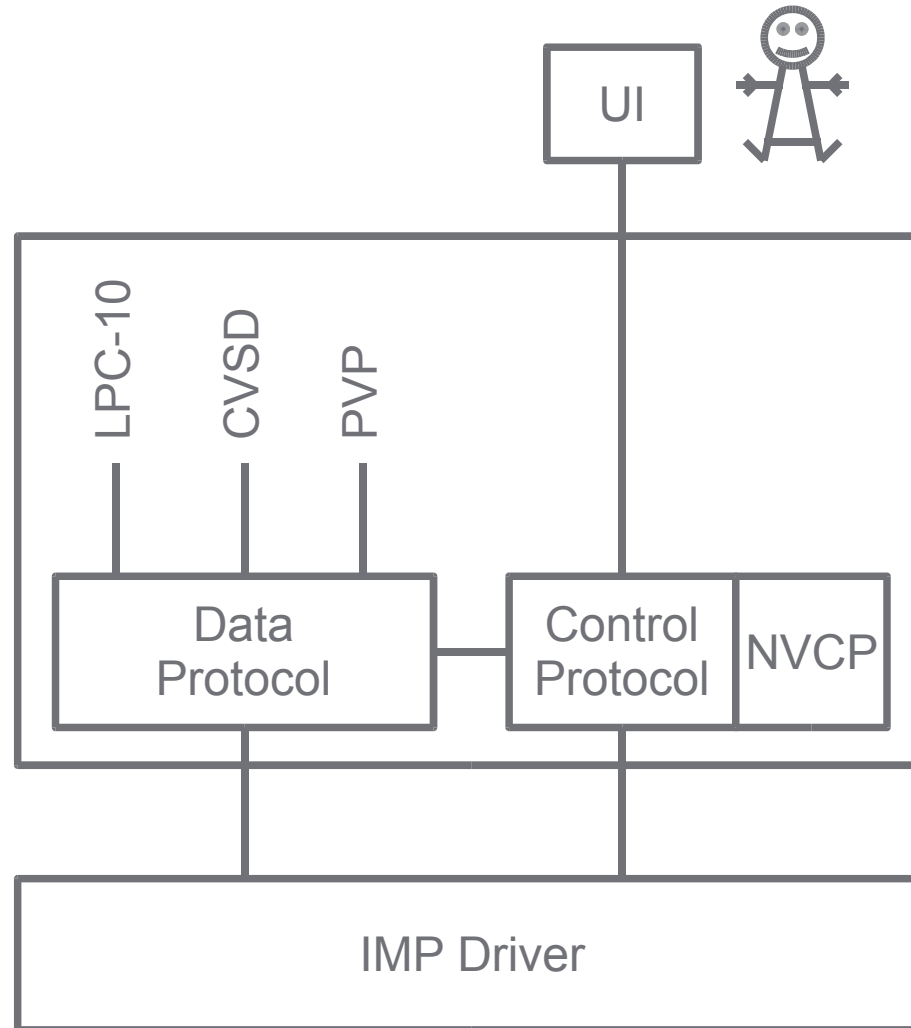 UI
LPC-10
CVSD
PVP
Data
Protocol
Control
Protocol
NVCP
IMP Driver